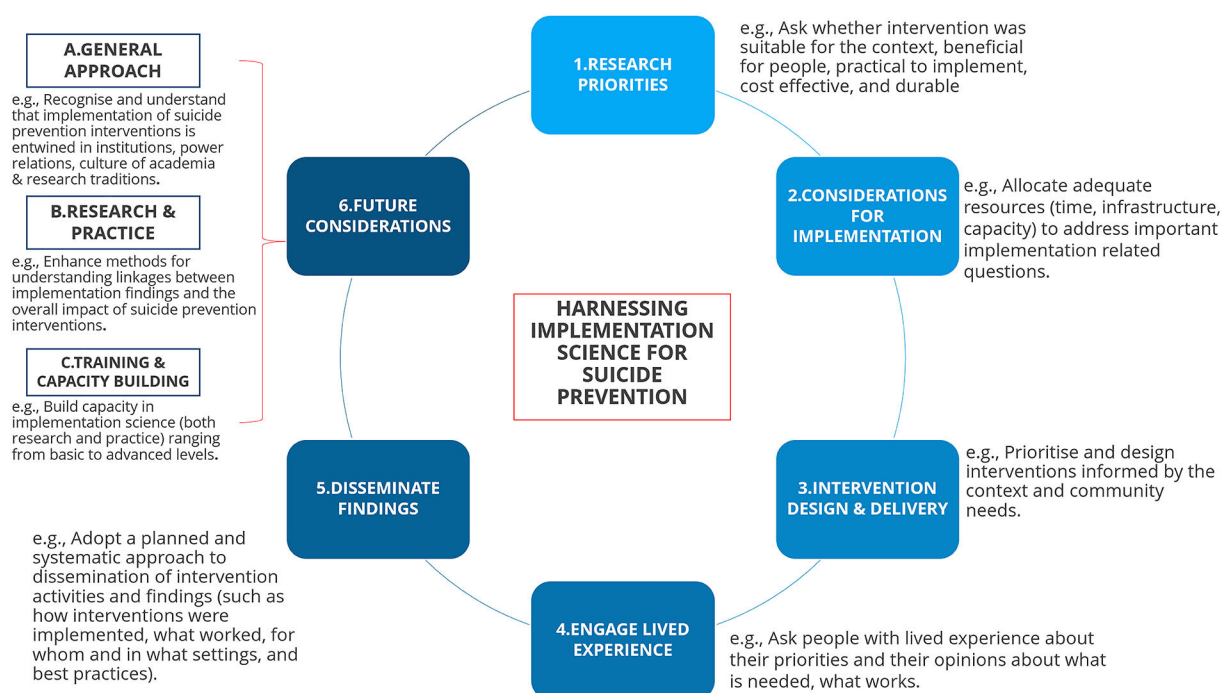 A.GENERAL
APPROACH
e.g., Recognise and understand
that implementation of suicide
prevention interventions is
entwined in institutions, power
relations, culture of academia
& research traditions.
B.RESEARCH &
PRACTICE
e.g., Enhance methods for
understanding linkages between
implementation findings and the
overall impact of suicide prevention
interventions.
C.TRAINING &
CAPACITY BUILDING
e.g., Build capacity in
implementation science (both
research and practice) ranging
from basic to advanced levels.
1.RESEARCH
PRIORITIES
e.g., Ask whether intervention was
suitable for the context, beneficial
for people, practical to implement,
cost effective, and durable
2.CONSIDERATIONS
FOR
IMPLEMENTATION
e.g., Allocate adequate
resources (time, infrastructure,
capacity) to address important
implementation related
questions.
HARNESSING
IMPLEMENTATION
SCIENCE FOR
SUICIDE
PREVENTION
3.INTERVENTION
DESIGN & DELIVERY
e.g., Prioritise and design
interventions informed by the
context and community
needs.
4.ENGAGE LIVED
EXPERIENCE
e.g., Ask people with lived experience about
their priorities and their opinions about what
is needed, what works.
5.DISSEMINATE
FINDINGS
e.g., Adopt a planned and
systematic approach to
dissemination of intervention
activities and findings (such as
how interventions were
implemented, what worked, for
whom and in what settings, and
best practices).
6.FUTURE
CONSIDERATIONS